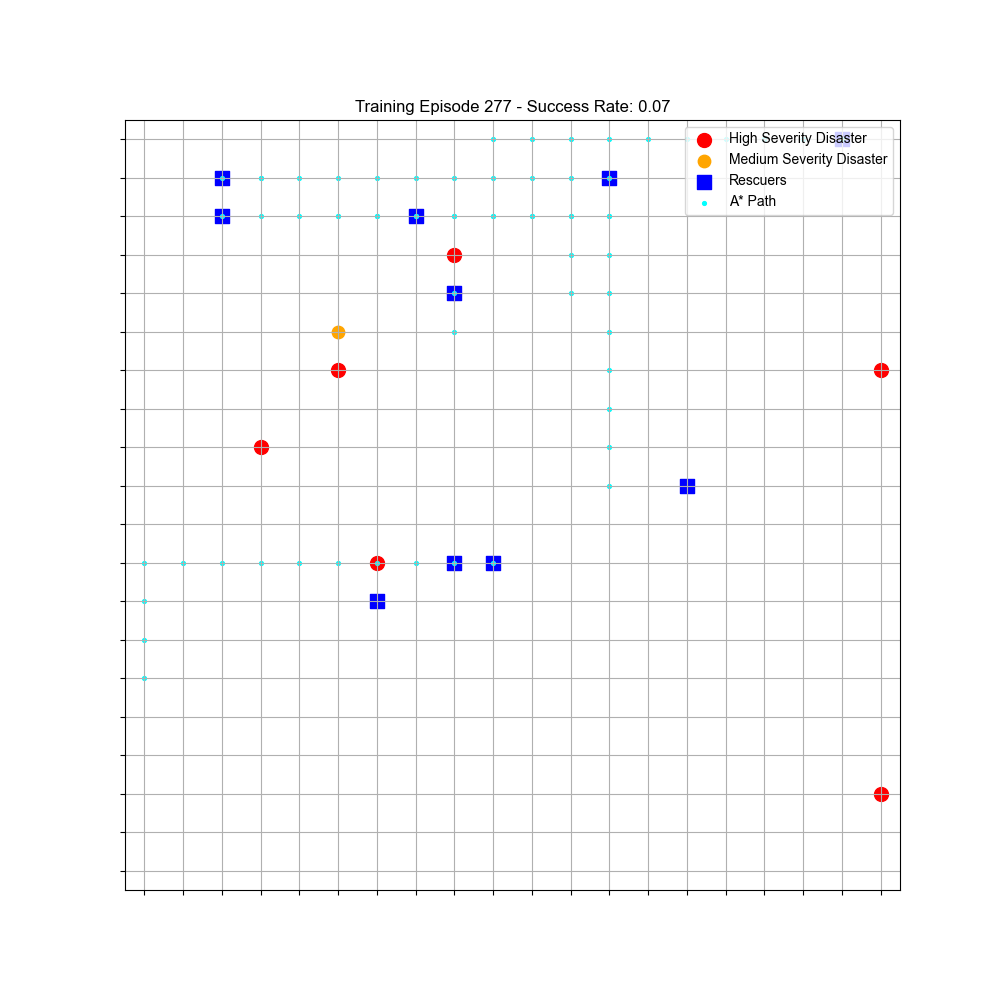 Training Episode 277 - Success Rate: 0.07
High Severity Disaster
Medium Severity Disaster
Rescuers
A* Path